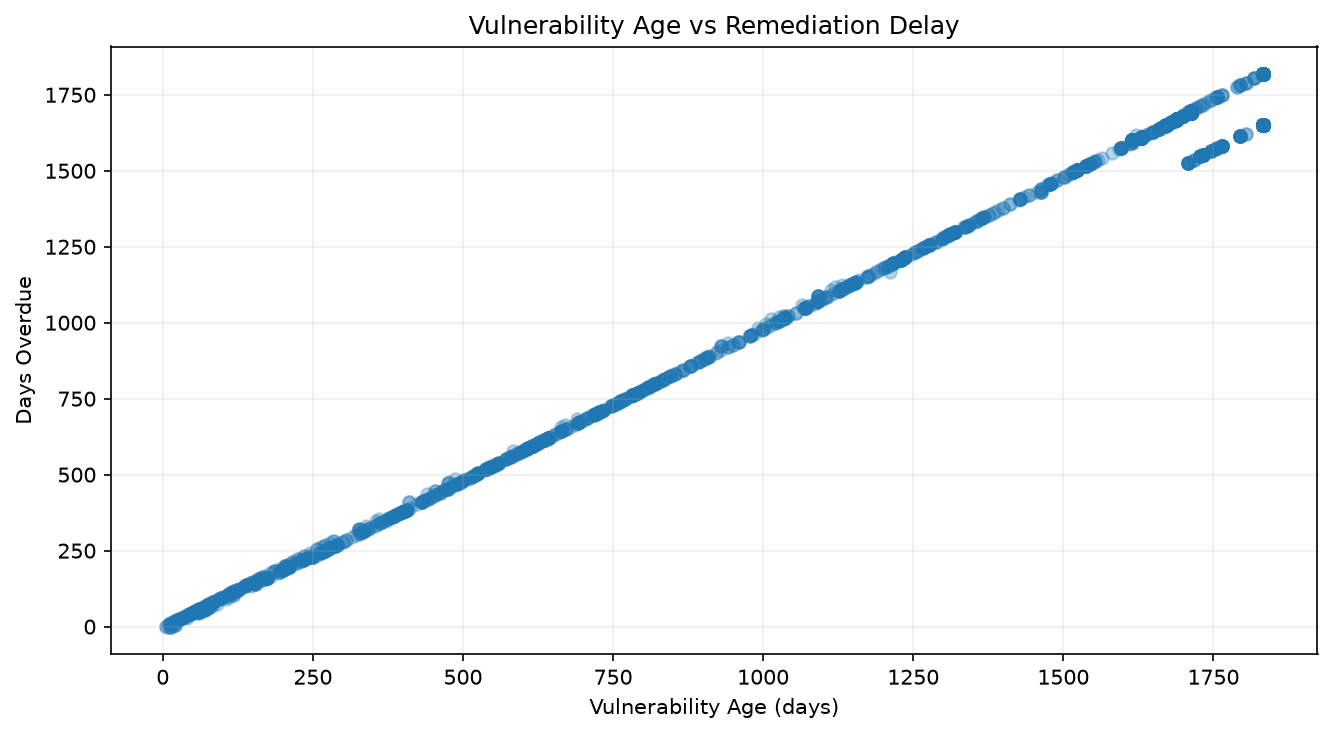 Vulnerability Age vs Remediation Delay
1750
1500
1250
1000
750
500
250
0
Days Overdue
0 250 500 750 1000 1250 1500 1750
Vulnerability Age (days)